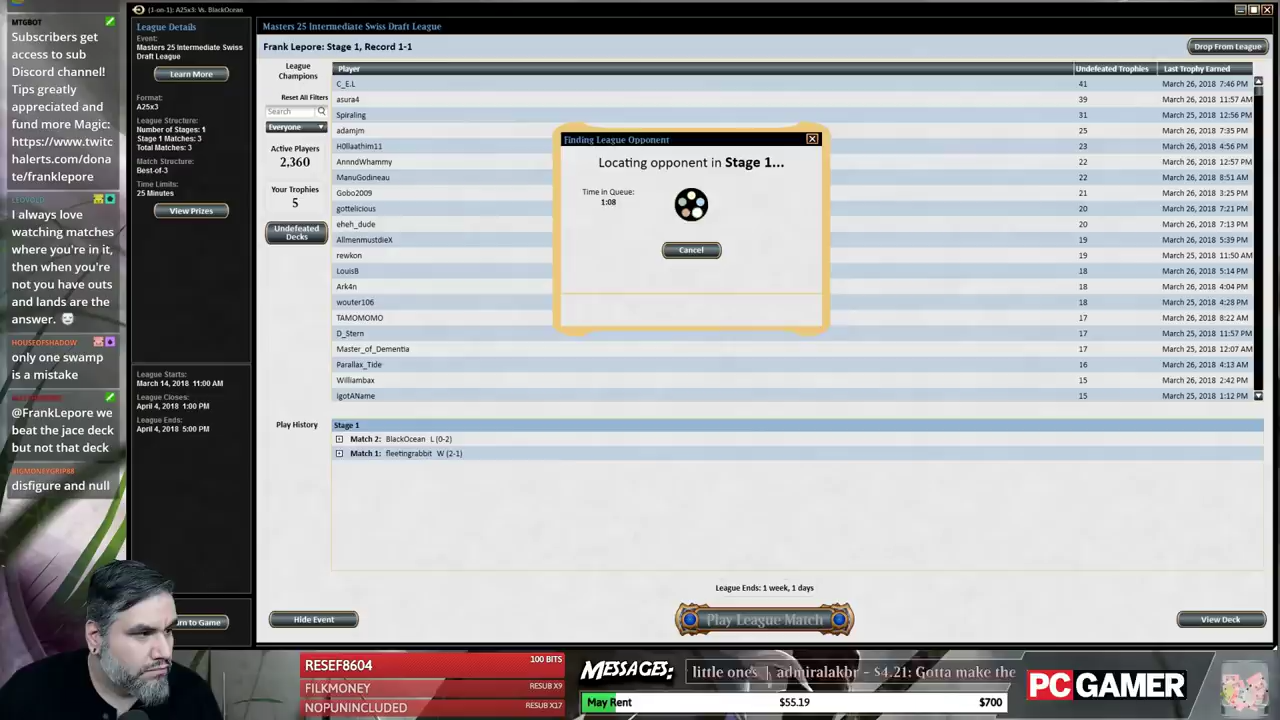 (1-on-1): A25x3: Vs. BlackOcean
MTGBOT
Subscribers get
access to sub
Discord channel!
Tips greatly
appreciated and
fund more Magic:
https://www.twitc
halerts.com/dona
te/franklepore
I always love
watching matches
where you're in it,
then when you're
not you have outs
and lands are the
answer.
HOUSEOFSHADOW
only one swamp
is a mistake
@FrankLepore we
beat the jace deck
but not that deck
BIGMONEYGRIP88
disfigure and null
League Details
Event:
Masters 25 Intermediate Swiss
Draft League
Learn More
Format:
A25x3
League Structure:
Number of Stages: 1
Stage 1 Matches: 3
Total Matches: 3
Match Structure:
Best-of-3
Time Limits:
25 Minutes
View Prizes
League Starts:
March 14, 2018 11:00 AM
League Closes:
April 4, 2018 1:00 PM
League Ends:
April 4, 2018 5:00 PM
rn to Game
Masters 25 Intermediate Swiss Draft League
Frank Lepore: Stage 1, Record 1-1
Drop From League
League
Champions
Reset All Filters
Search
Everyone
Active Players
2,360
Your Trophies
5
Undefeated
Decks
Player Undefeated Trophies Last Trophy Earned
C_E.L 41 March 26, 2018 7:46 PM
asura4 39 March 26, 2018 11:57 AM
Spiraling 31 March 26, 2018 12:56 PM
adamjm 25 March 26, 2018 7:35 PM
H0llaathim11 23 March 26, 2018 4:56 PM
AnnndWhammy 22 March 26, 2018 12:57 PM
ManuGodineau 22 March 26, 2018 8:51 AM
Gobo2009 21 March 26, 2018 3:25 PM
gottelicious 20 March 26, 2018 7:21 PM
eheh_dude 20 March 26, 2018 7:13 PM
AllmenmustdieX 19 March 26, 2018 5:39 PM
rewkon 19 March 26, 2018 11:50 AM
LouisB 18 March 26, 2018 5:14 PM
Ark4n 18 March 26, 2018 4:04 PM
wouter106 18 March 25, 2018 4:28 PM
TAMOMOMO 17 March 26, 2018 8:22 AM
D_Stern 17 March 25, 2018 11:57 PM
Master_of_Dementia 17 March 25, 2018 12:07 AM
Parallax_Tide 16 March 26, 2018 4:13 AM
Williambax 15 March 26, 2018 2:42 PM
IgotAName 15 March 25, 2018 1:12 PM
Finding League Opponent
Locating opponent in Stage 1...
Time in Queue:
1:08
Cancel
Play History
Stage 1
Match 2: BlackOcean L (0-2)
Match 1: fleetingrabbit W (2-1)
League Ends: 1 week, 1 days
Hide Event
Play League Match
View Deck
RESEF8604 100 BITS
FILKMONEY RESUB X9
NOPUNINCLUDED RESUB X17
MESSAGES:
little one's | admiralakbr - $4.21: Gotta make the
May Rent $55.19 $700
PC GAMER